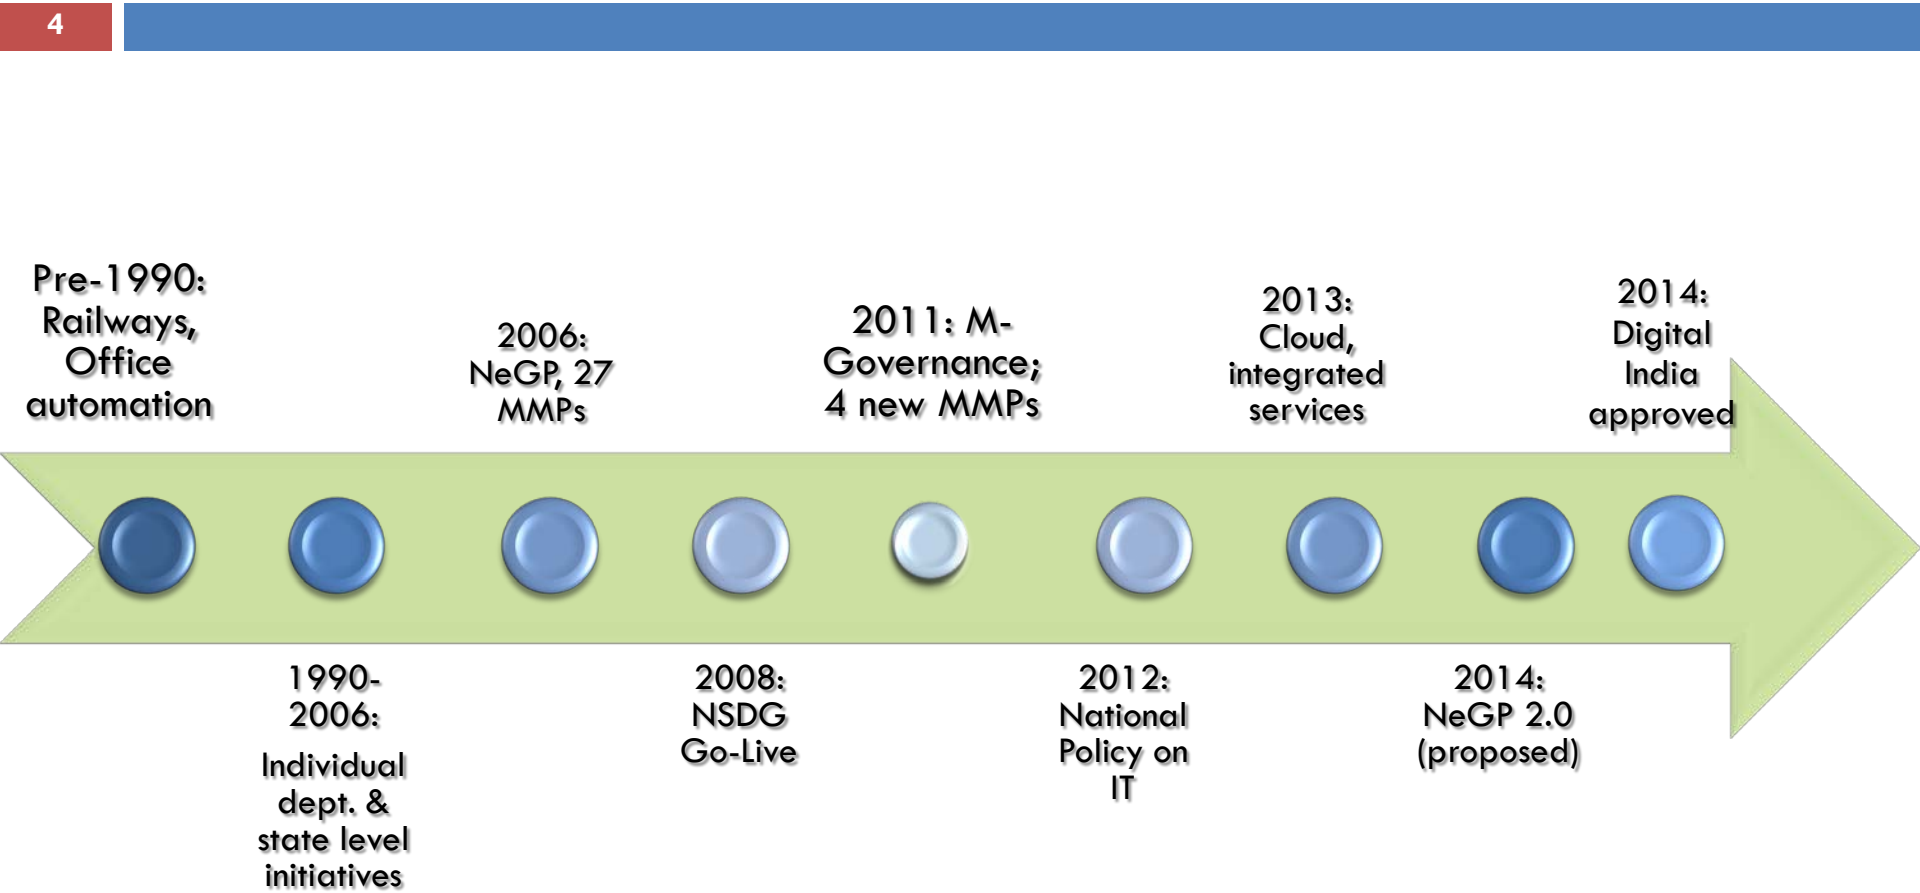 4
Pre-1990:
Railways,
Office
automation
1990-
2006:
Individual
dept. &
state level
initiatives
2006:
NeGP, 27
MMPs
2008:
NSDG
Go-Live
2011: M-
Governance;
4 new MMPs
2012:
National
Policy on
IT
2013:
Cloud,
integrated
services
2014:
NeGP 2.0
(proposed)
2014:
Digital
India
approved